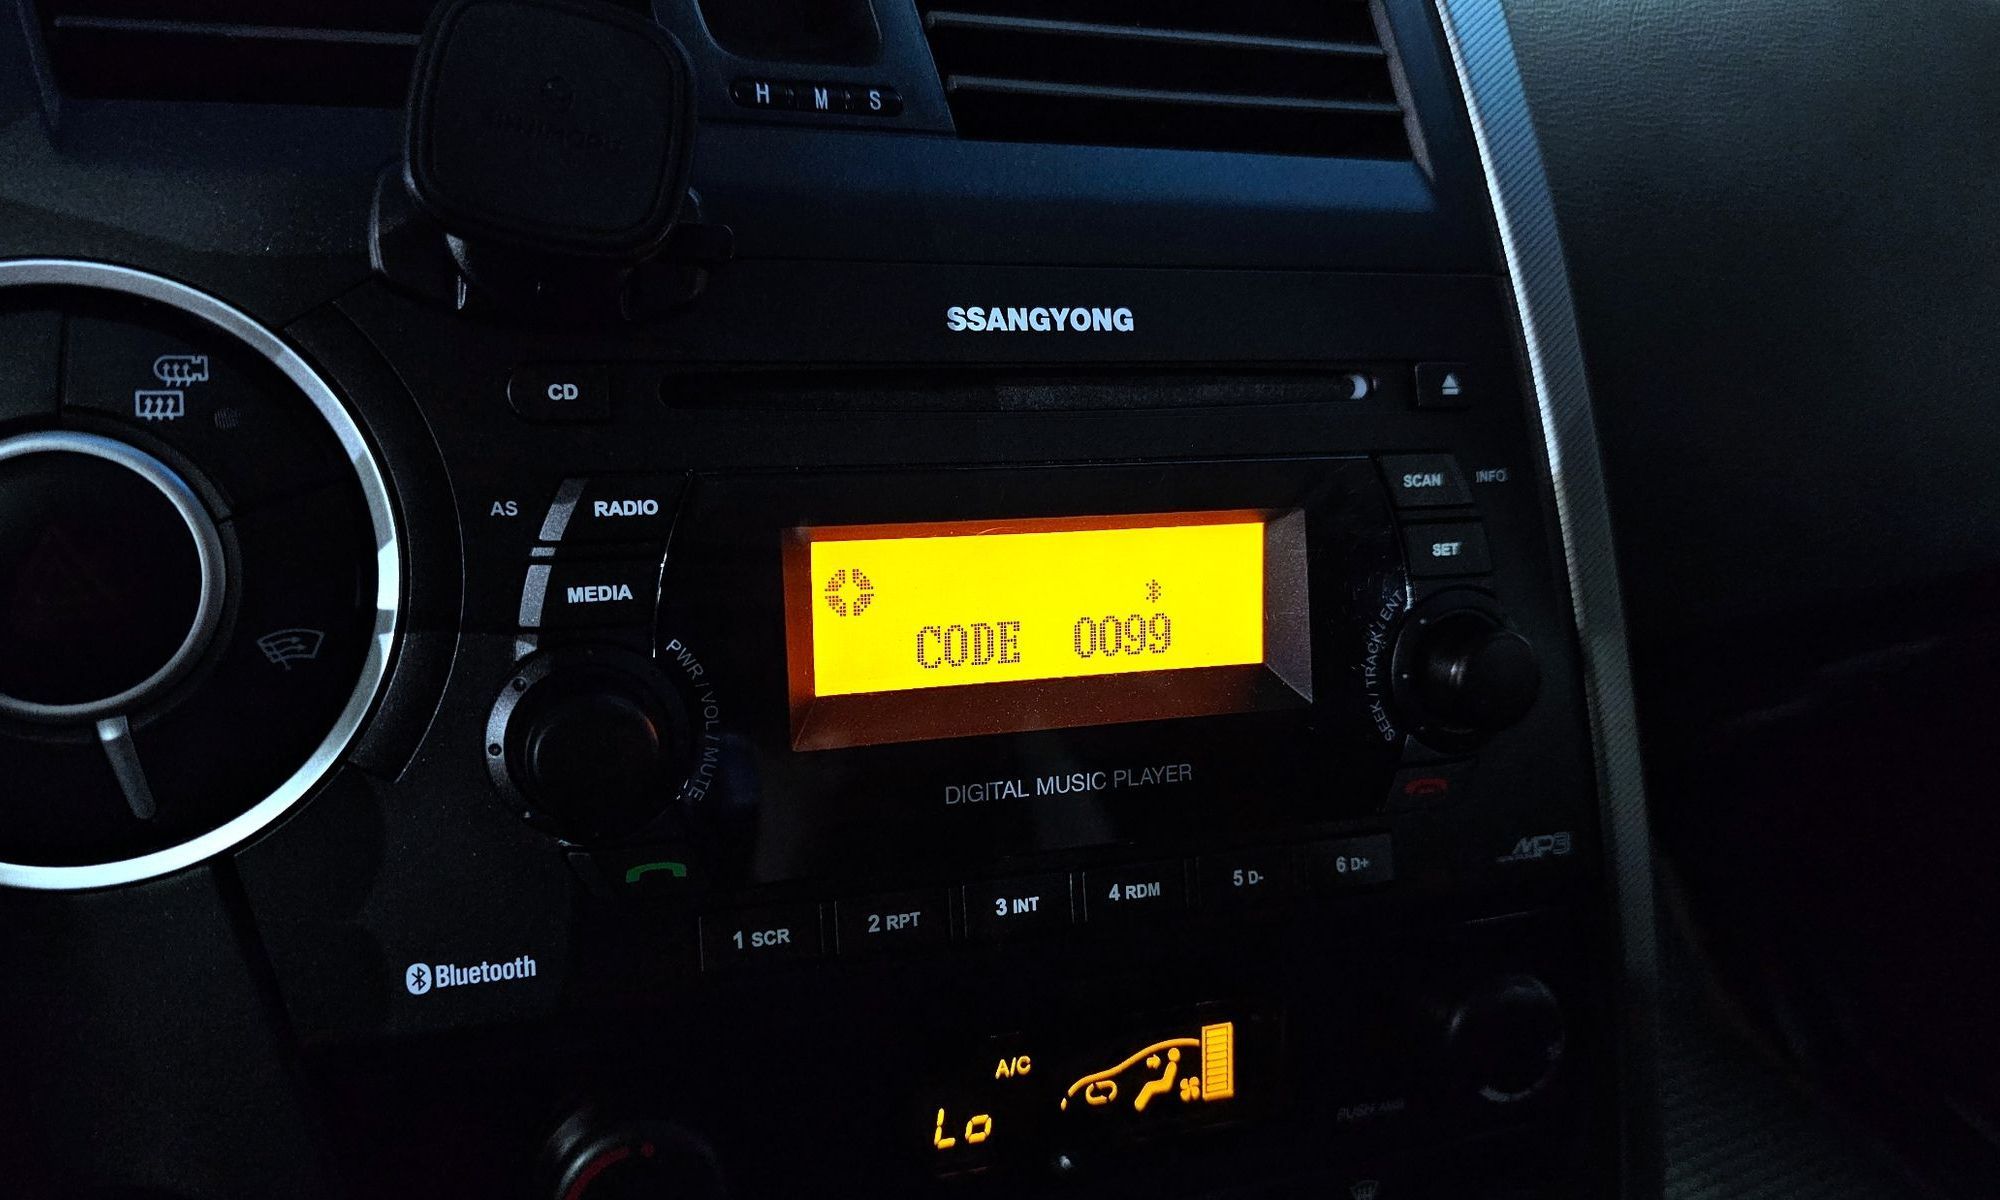 H M S
SSANGYONG
CD
AS RADIO
SCAN INFO
SET
MEDIA
CODE 0099
PWR / VOL / MUTE
SEEK / TRACK / ENT
DIGITAL MUSIC PLAYER
MP3
1 SCR 2 RPT 3 INT 4 RDM 5 D- 6 D+
Bluetooth
A/C
Lo